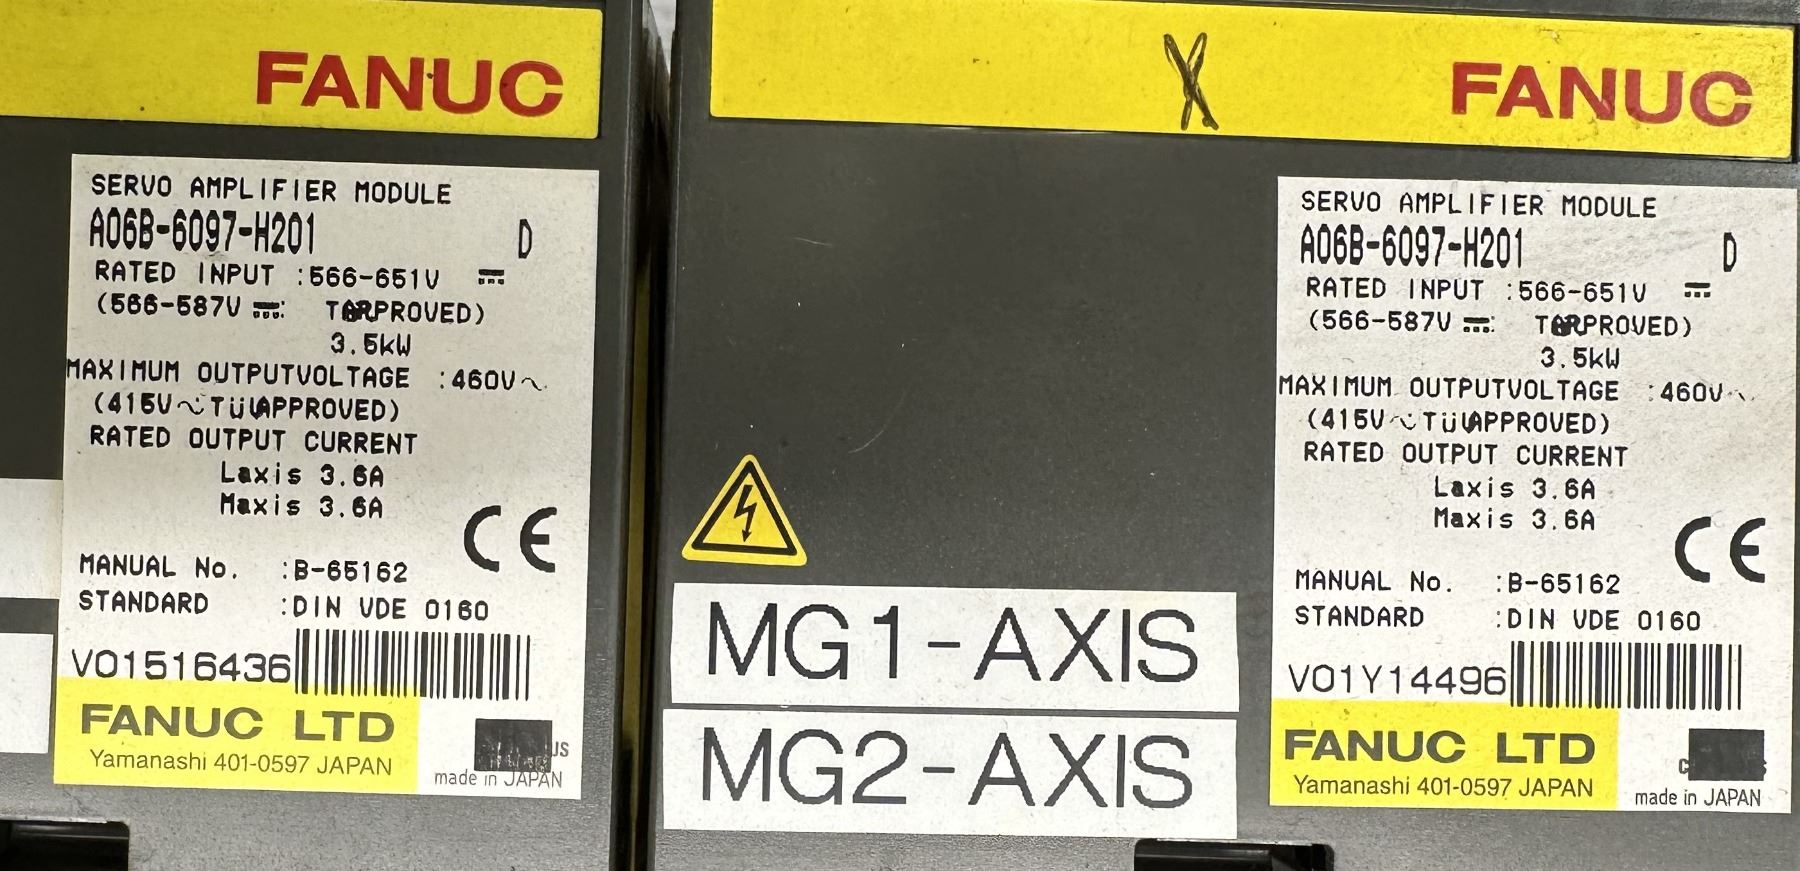 FANUC
SERVO AMPLIFIER MODULE
A06B-6097-H201 D
RATED INPUT :566-651V
(566-587V APPROVED)
3.5kW
MAXIMUM OUTPUTVOLTAGE :460V~
(415V~TÜV APPROVED)
RATED OUTPUT CURRENT
Laxis 3.6A
Maxis 3.6A
CE
MANUAL No. :B-65162
STANDARD :DIN VDE 0160
V01516436
FANUC LTD
Yamanashi 401-0597 JAPAN
made in JAPAN
X
FANUC
MG1-AXIS
MG2-AXIS
SERVO AMPLIFIER MODULE
A06B-6097-H201 D
RATED INPUT :566-651V
(566-587V APPROVED)
3.5kW
MAXIMUM OUTPUTVOLTAGE :460V~
(415V~TÜV APPROVED)
RATED OUTPUT CURRENT
Laxis 3.6A
Maxis 3.6A
CE
MANUAL No. :B-65162
STANDARD :DIN VDE 0160
V01Y14496
FANUC LTD
Yamanashi 401-0597 JAPAN
made in JAPAN